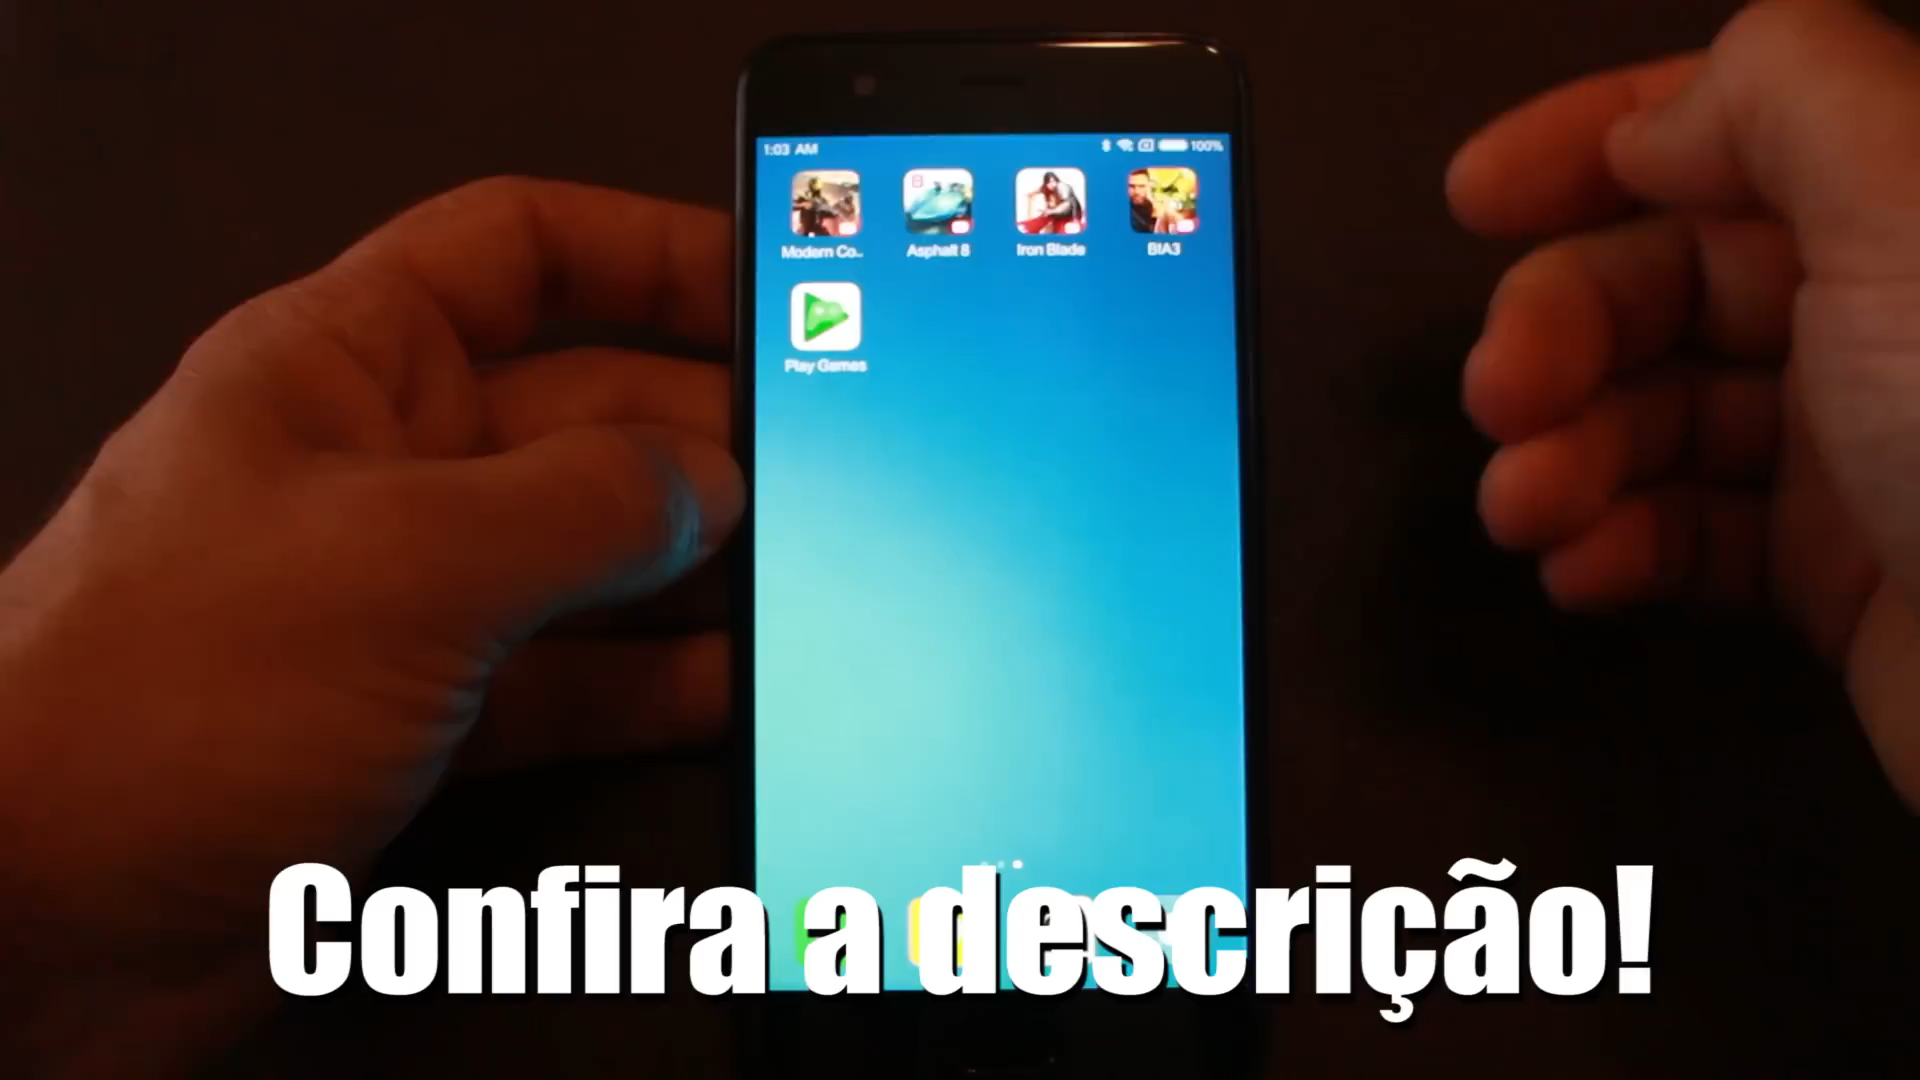 1:03 AM
100%
Modern Co..
Asphalt 8
Iron Blade
BIA3
Play Games
Confira a descrição!